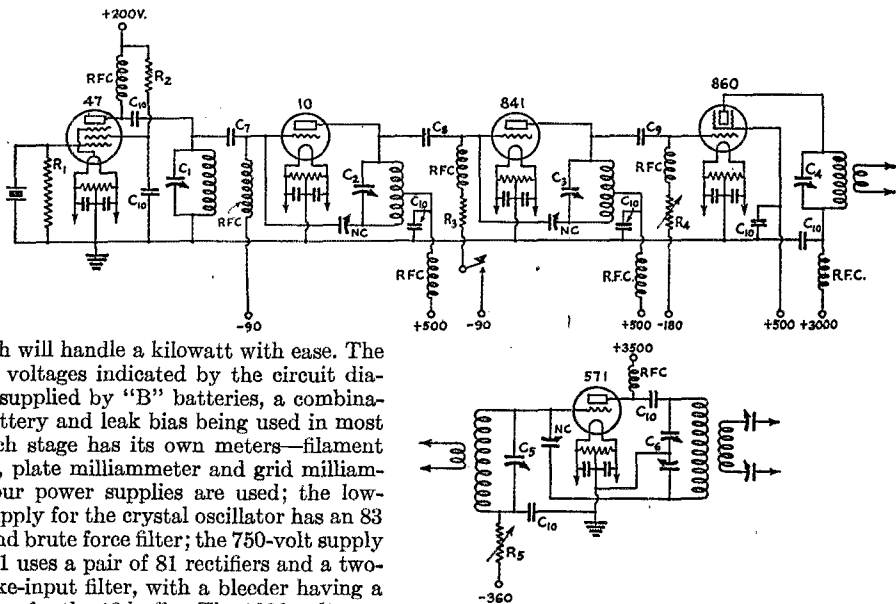 +200V.
RFC
R2
47
C10
C7
10
C8
841
C9
860
R1
C1
C10
RFC
C2
C10
NC
RFC
R3
RFC
C3
C10
NC
RFC
R4
C4
C10
C10
RFC
R.F.C.
R.F.C.
-90
+500
-90
+500
-180
+500
+3000
h will handle a kilowatt with ease. The
voltages indicated by the circuit dia-
supplied by "B" batteries, a combina-
ttery and leak bias being used in most
ch stage has its own meters—filament
, plate milliammeter and grid milliam-
our power supplies are used; the low-
pply for the crystal oscillator has an 83
nd brute force filter; the 750-volt supply
1 uses a pair of 81 rectifiers and a two-
ke-input filter, with a bleeder having a
+3500
571
RFC
C10
NC
C5
C6
C10
R5
-360